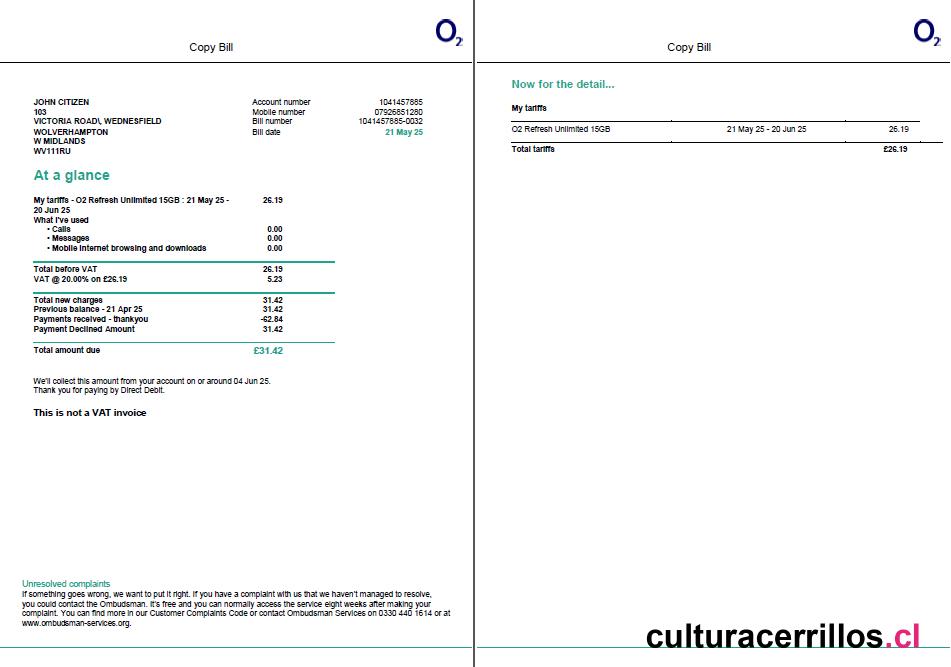 Copy Bill
O2
JOHN CITIZEN
103
VICTORIA ROAD\, WEDNESFIELD
WOLVERHAMPTON
W MIDLANDS
WV111RU
Account number 1041457885
Mobile number 07926851280
Bill number 1041457885-0032
Bill date 21 May 25
At a glance
My tariffs - O2 Refresh Unlimited 15GB : 21 May 25 - 26.19
20 Jun 25
What I've used
• Calls 0.00
• Messages 0.00
• Mobile Internet browsing and downloads 0.00
Total before VAT 26.19
VAT @ 20.00% on £26.19 5.23
Total new charges 31.42
Previous balance - 21 Apr 25 31.42
Payments received - thankyou -62.84
Payment Declined Amount 31.42
Total amount due £31.42
We'll collect this amount from your account on or around 04 Jun 25.
Thank you for paying by Direct Debit.
This is not a VAT invoice
Unresolved complaints
If something goes wrong, we want to put it right. If you have a complaint with us that we haven't managed to resolve,
you could contact the Ombudsman. It's free and you can normally access the service eight weeks after making your
complaint. You can find more in our Customer Complaints Code or contact Ombudsman Services on 0330 440 1614 or at
www.ombudsman-services.org.
Copy Bill
O2
Now for the detail...
My tariffs
O2 Refresh Unlimited 15GB 21 May 25 - 20 Jun 25 26.19
Total tariffs £26.19
culturacerrillos.cl